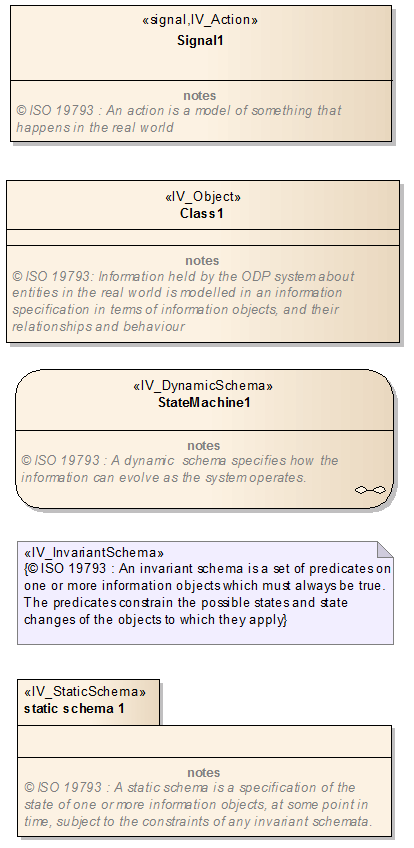 «signal,IV_Action»
Signal1
notes
© ISO 19793 : An action is a model of something that
happens in the real world
«IV_Object»
Class1
notes
© ISO 19793: Information held by the ODP system about
entities in the real world is modelled in an information
specification in terms of information objects, and their
relationships and behaviour
«IV_DynamicSchema»
StateMachine1
notes
© ISO 19793 : A dynamic schema specifies how the
information can evolve as the system operates.
«IV_InvariantSchema»
{© ISO 19793 : An invariant schema is a set of predicates on
one or more information objects which must always be true.
The predicates constrain the possible states and state
changes of the objects to which they apply}
«IV_StaticSchema»
static schema 1
notes
© ISO 19793 : A static schema is a specification of the
state of one or more information objects, at some point in
time, subject to the constraints of any invariant schemata.